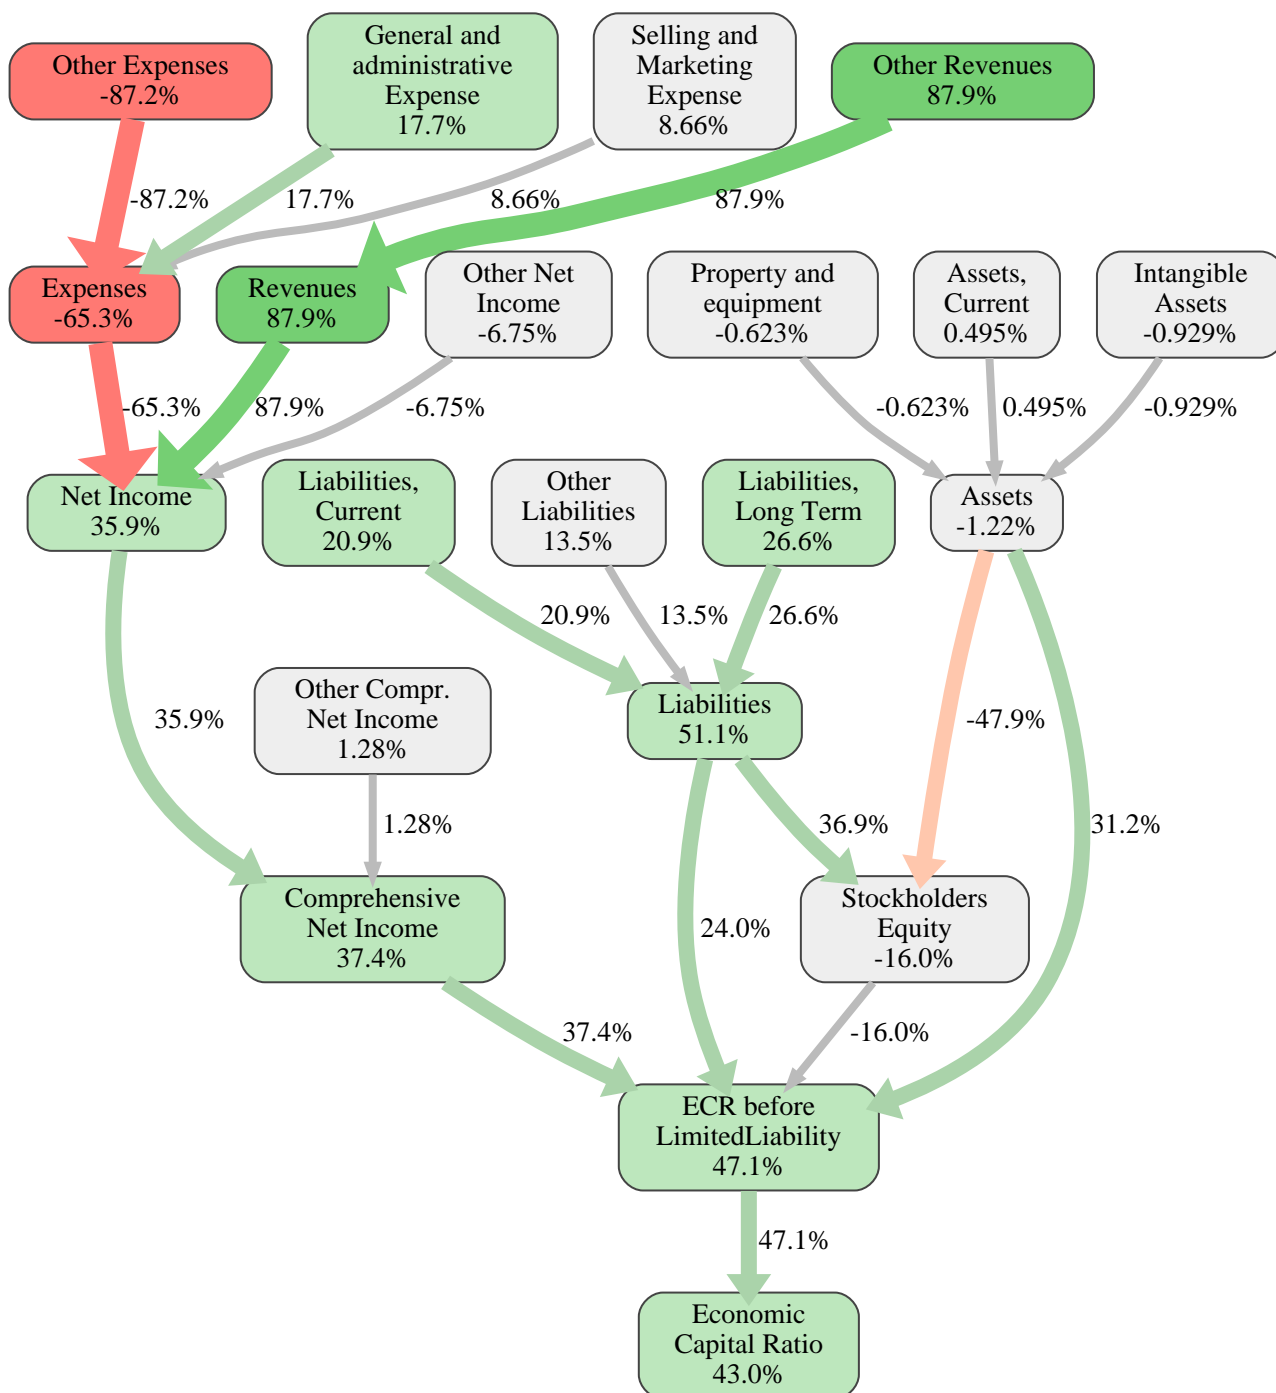 Other Expenses
-87.2%
General and
administrative
Expense
17.7%
Selling and
Marketing
Expense
8.66%
Other Revenues
87.9%
-87.2%
17.7%
8.66%
87.9%
Expenses
-65.3%
Revenues
87.9%
Other Net
Income
-6.75%
Property and
equipment
-0.623%
Assets,
Current
0.495%
Intangible
Assets
-0.929%
-65.3%
87.9%
-6.75%
-0.623%
0.495%
-0.929%
Net Income
35.9%
Liabilities,
Current
20.9%
Other
Liabilities
13.5%
Liabilities,
Long Term
26.6%
Assets
-1.22%
20.9%
13.5%
26.6%
35.9%
Other Compr.
Net Income
1.28%
Liabilities
51.1%
-47.9%
1.28%
36.9%
31.2%
Comprehensive
Net Income
37.4%
24.0%
Stockholders
Equity
-16.0%
37.4%
-16.0%
ECR before
LimitedLiability
47.1%
47.1%
Economic
Capital Ratio
43.0%